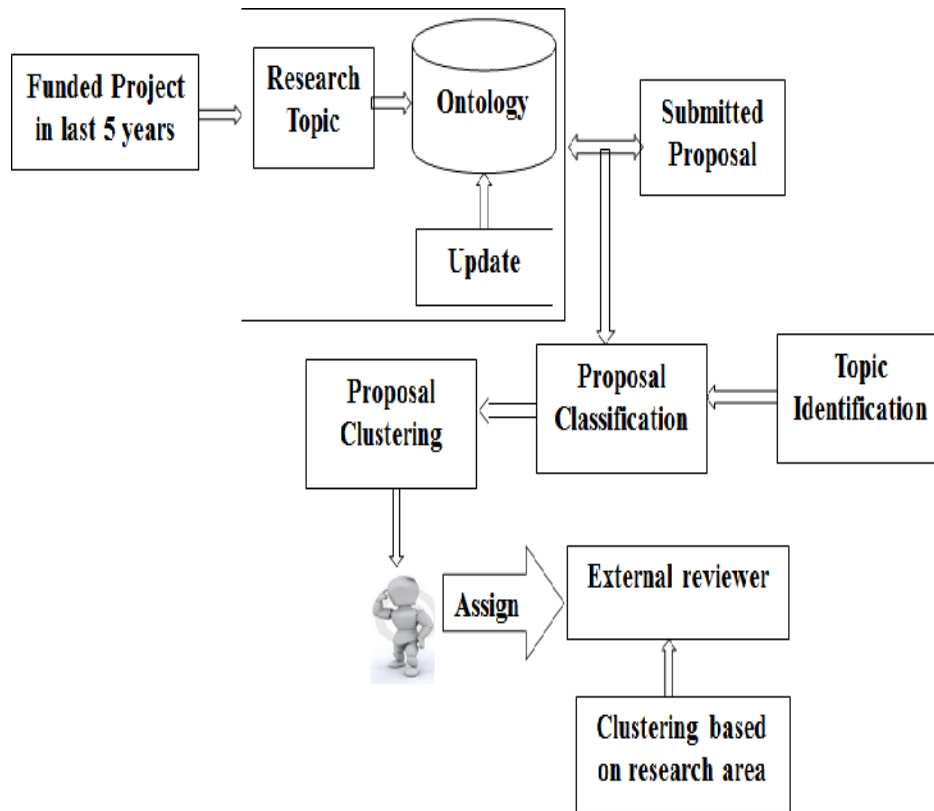 Funded Project
in last 5 years
Research
Topic
Ontology
Submitted
Proposal
Update
Proposal
Clustering
Proposal
Classification
Topic
Identification
Assign
External reviewer
Clustering based
on research area